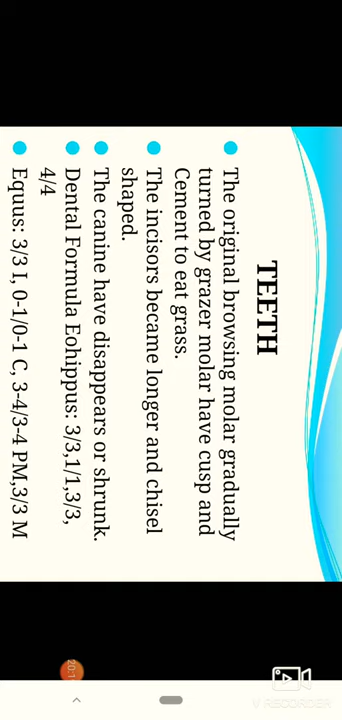 TEETH
The original browsing molar gradually
turned by grazer molar have cusp and
Cement to eat grass.
The incisors became longer and chisel
shaped.
The canine have disappears or shrunk.
Dental Formula Eohippus: 3/3,1/1,3/3,
4/4
Equus: 3/3 I, 0-1/0-1 C, 3-4/3-4 PM,3/3 M
V RECORDER